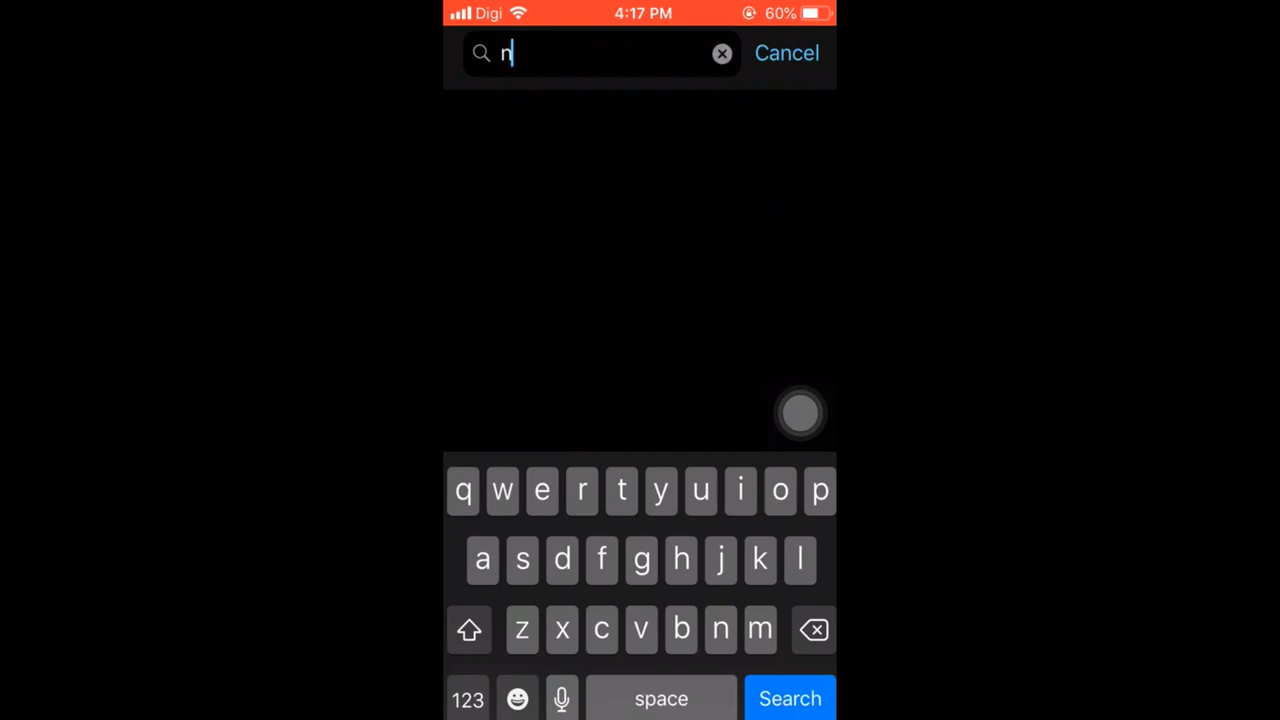 Digi 4:17 PM 60%
n Cancel
q w e r t y u i o p
a s d f g h j k l
z x c v b n m
123 space Search